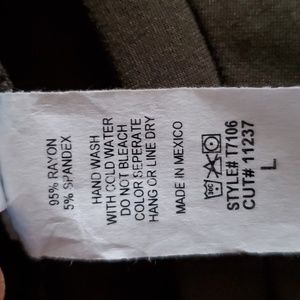 95% RAYON
5% SPANDEX
HAND WASH
WITH COLD WATER
DO NOT BLEACH
COLOR SEPERATE
HANG OR LINE DRY
MADE IN MEXICO
STYLE# T7106
CUT# 11237
L